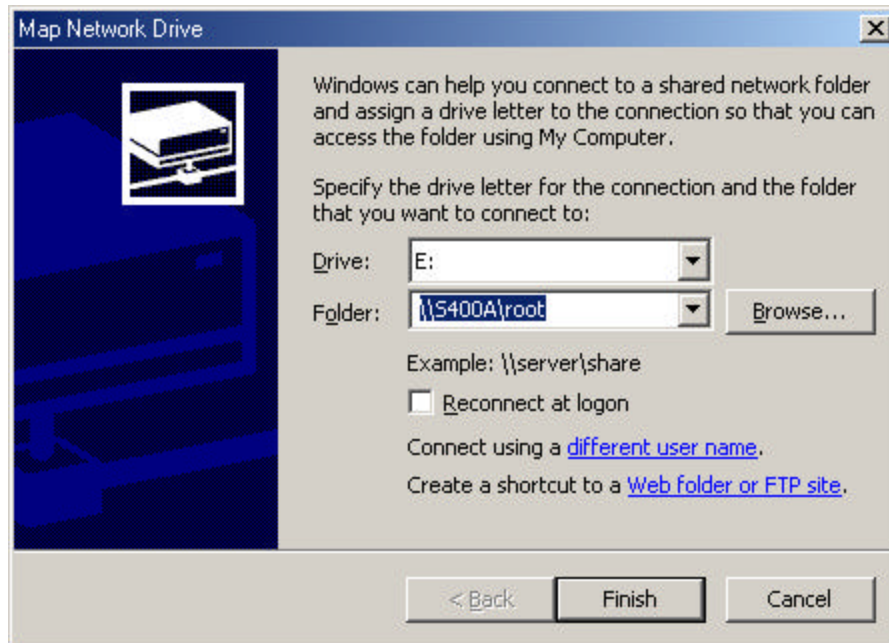 Map Network Drive
Windows can help you connect to a shared network folder
and assign a drive letter to the connection so that you can
access the folder using My Computer.
Specify the drive letter for the connection and the folder
that you want to connect to:
Drive: E:
Folder: \\S400A\root Browse...
Example: \\server\share
Reconnect at logon
Connect using a different user name.
Create a shortcut to a Web folder or FTP site.
< Back Finish Cancel